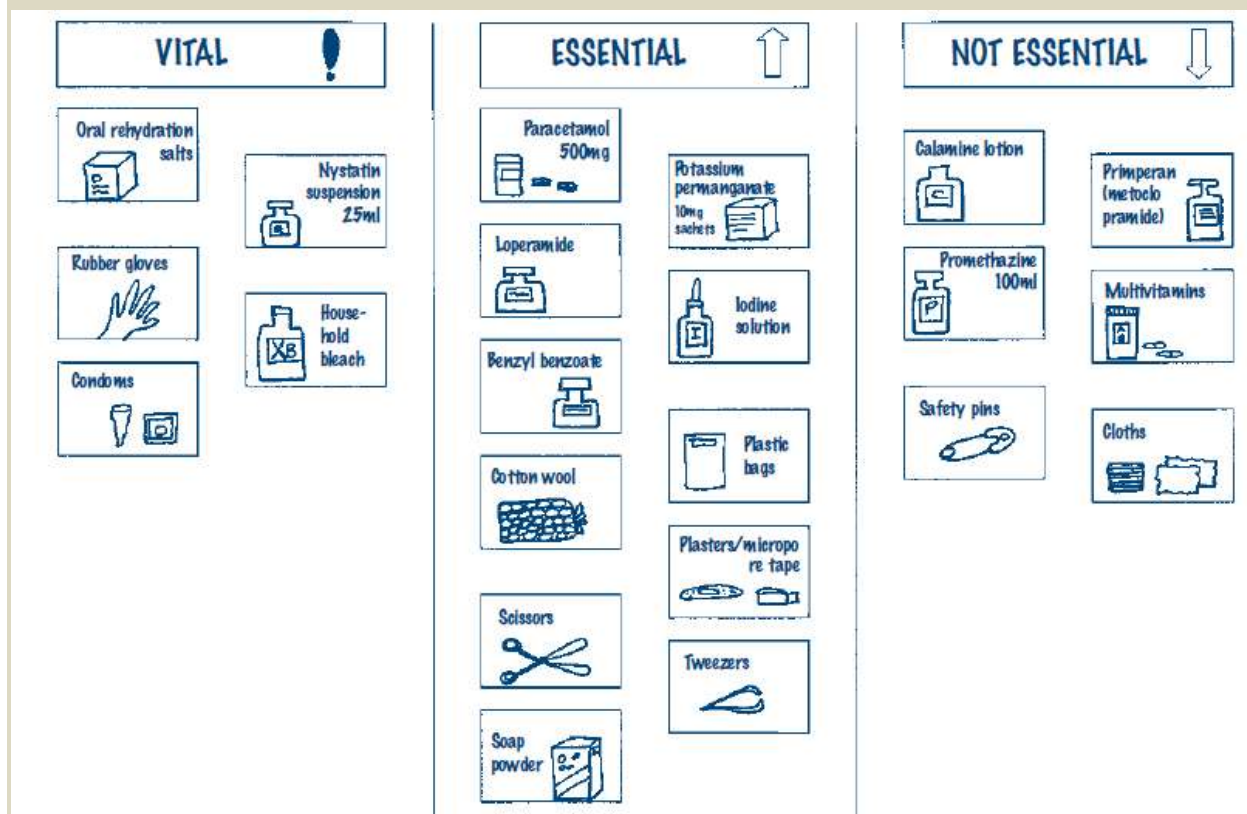 VITAL
Oral rehydration
salts
Nystatin
suspension
25ml
Rubber gloves
House-
hold
bleach
XB
Condoms
ESSENTIAL
Paracetamol
500mg
Potassium
permanganate
10mg
sachets
Loperamide
Iodine
solution
I
Benzyl benzoate
Plastic
bags
Cotton wool
Plasters/micropo
re tape
Scissors
Tweezers
Soap
powder
NOT ESSENTIAL
Calamine lotion
C
Primperan
(metoclo
pramide)
Promethazine
100ml
P
Multivitamins
Safety pins
Cloths